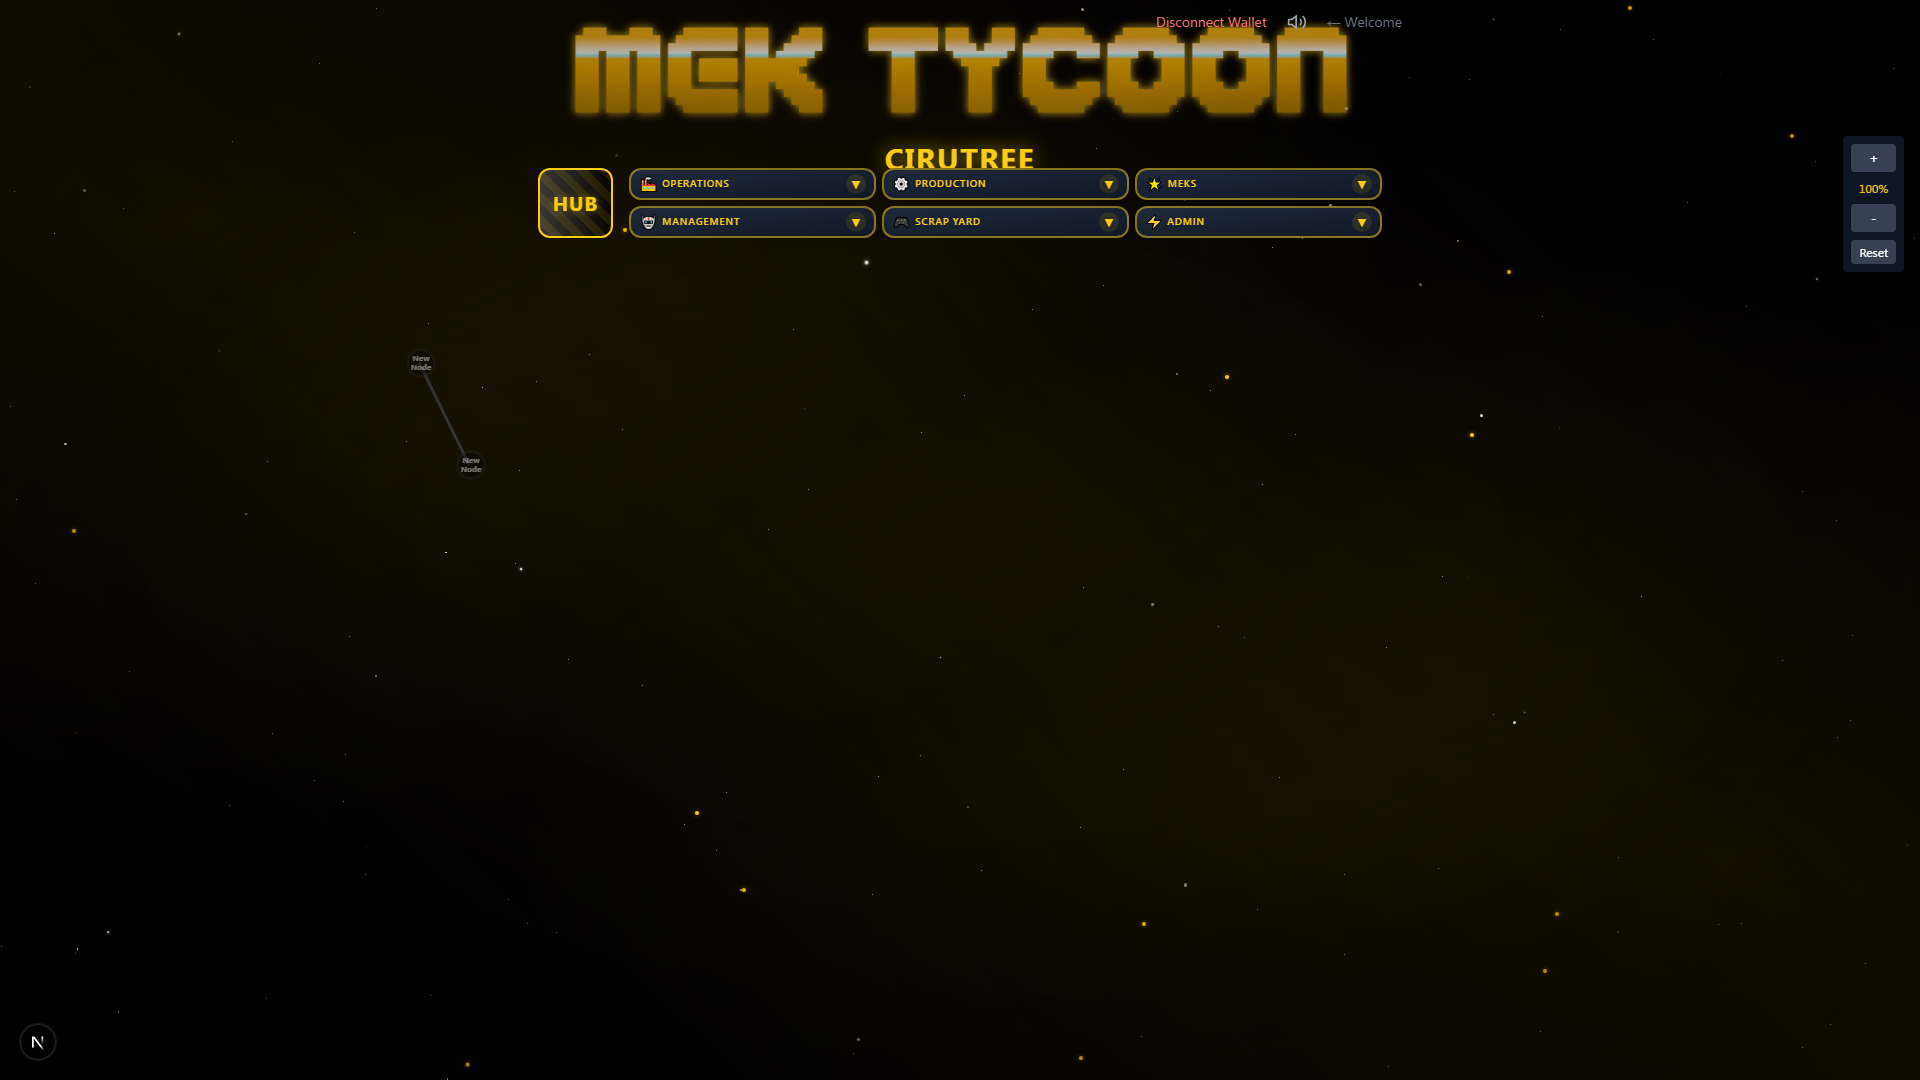 Disconnect Wallet
← Welcome
MEK TYCOON
CIRUTREE
HUB
OPERATIONS ▼
PRODUCTION ▼
MEKS ▼
MANAGEMENT ▼
SCRAP YARD ▼
ADMIN ▼
+
100%
-
Reset
New
Node
New
Node
N